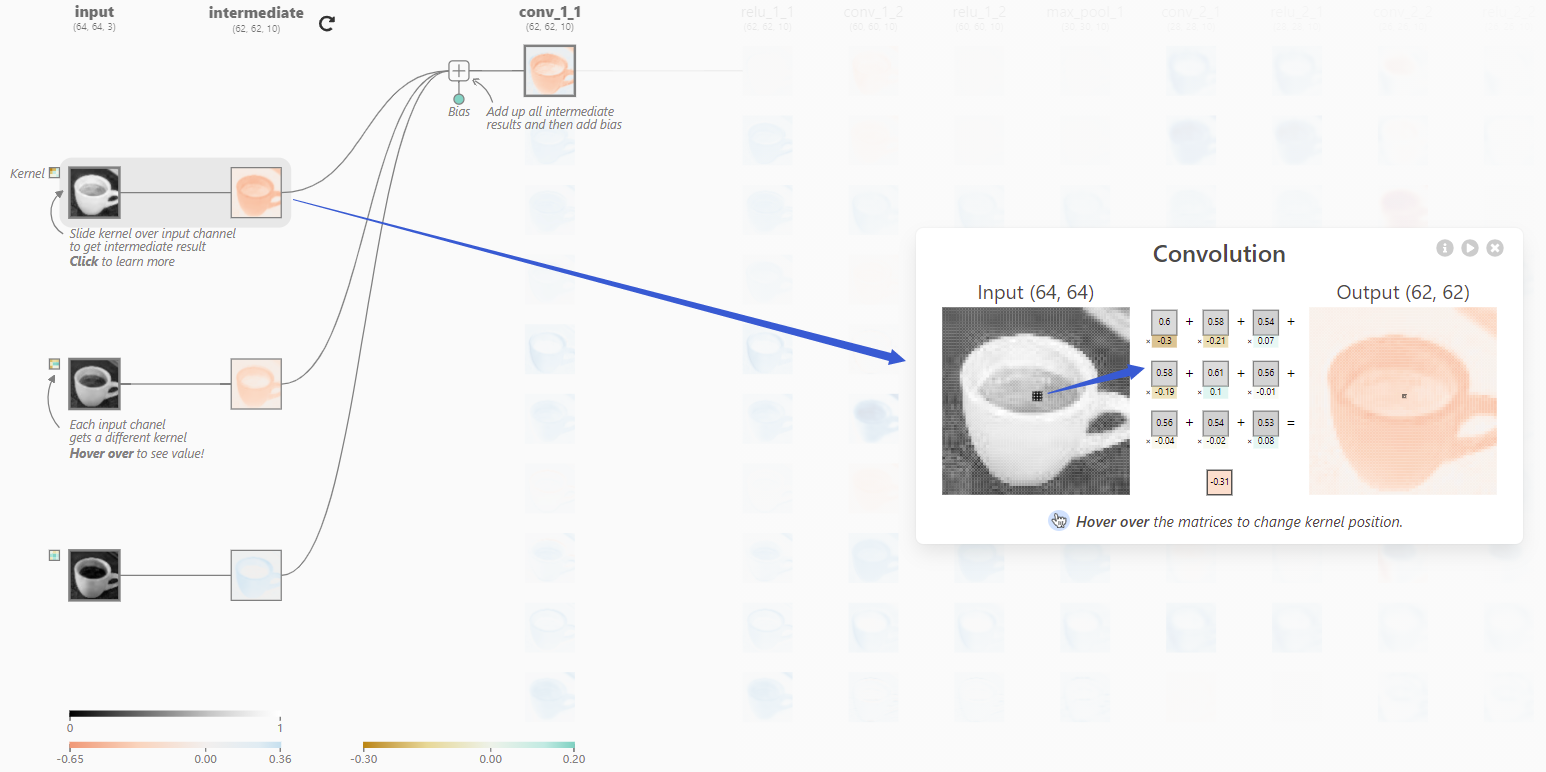 input
(64, 64, 3)
intermediate
(62, 62, 10)
conv_1_1
(62, 62, 10)
relu_1_1
(62, 62, 10)
conv_1_2
(60, 60, 10)
relu_1_2
(60, 60, 10)
max_pool_1
(30, 30, 10)
conv_2_1
relu_2_1
Bias
Add up all intermediate
results and then add bias
Kernel
Slide kernel over input channel
to get intermediate result
Click to learn more
Each input chanel
gets a different kernel
Hover over to see value!
Convolution
Input (64, 64)
Output (62, 62)
0.6 + 0.58 + 0.54 +
× -0.3 × -0.21 × 0.07
0.58 + 0.61 + 0.56 +
× -0.19 × 0.1 × -0.01
0.56 + 0.54 + 0.53 =
× -0.04 × -0.02 × 0.08
-0.31
Hover over the matrices to change kernel position.
0 1
-0.65 0.00 0.36
-0.30 0.00 0.20